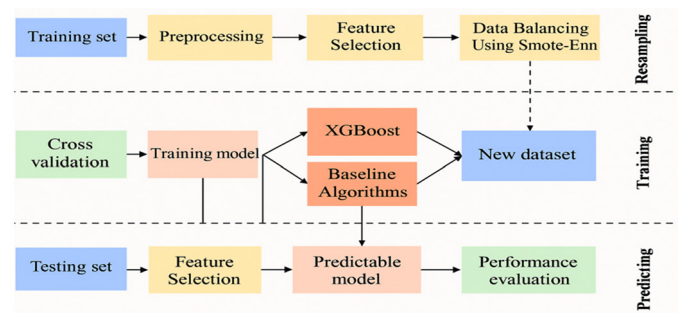 Training set
Preprocessing
Feature
Selection
Data Balancing
Using Smote-Enn
Resampling
Cross
validation
Training model
XGBoost
Baseline
Algorithms
New dataset
Training
Testing set
Feature
Selection
Predictable
model
Performance
evaluation
Predicting